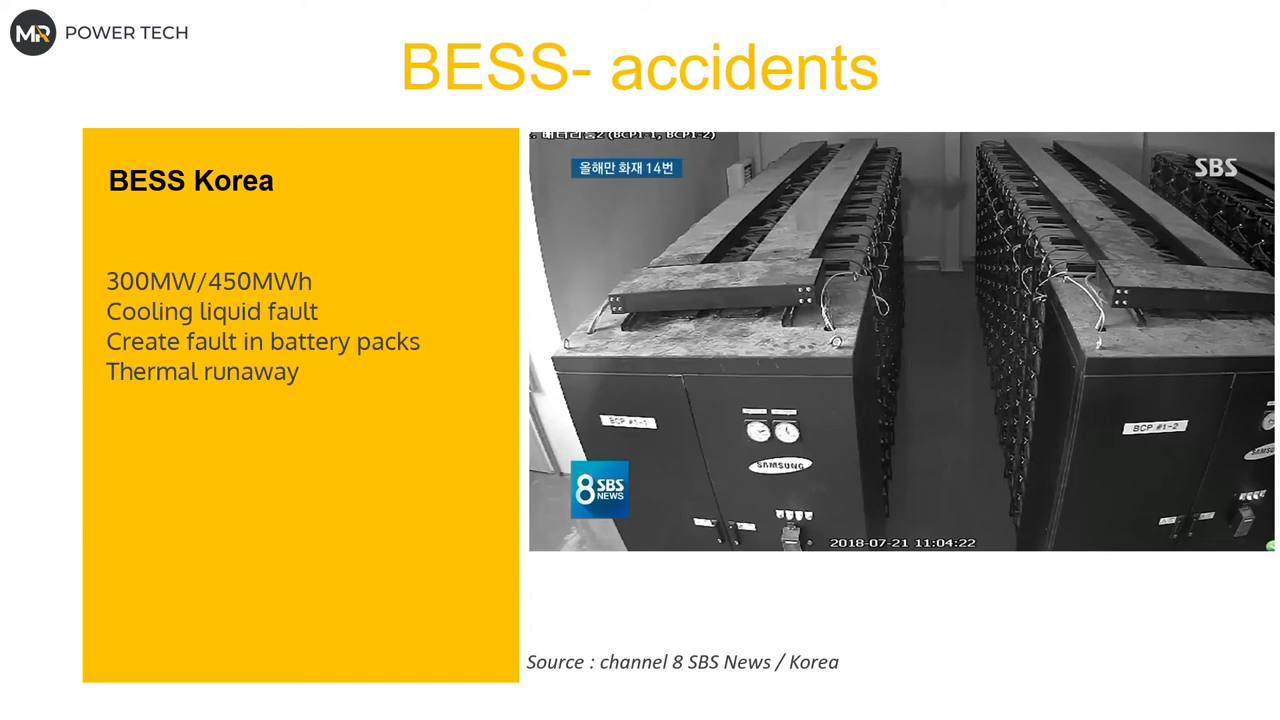 MR POWER TECH
BESS- accidents
BESS Korea
300MW/450MWh
Cooling liquid fault
Create fault in battery packs
Thermal runaway
(BCP1-1, BCP1-2)
올해만 화재 14번
SBS
BCP #1-1
BCP #1-2
SAMSUNG
SAMSU
8 SBS NEWS
2018-07-21 11:04:22
Source : channel 8 SBS News / Korea